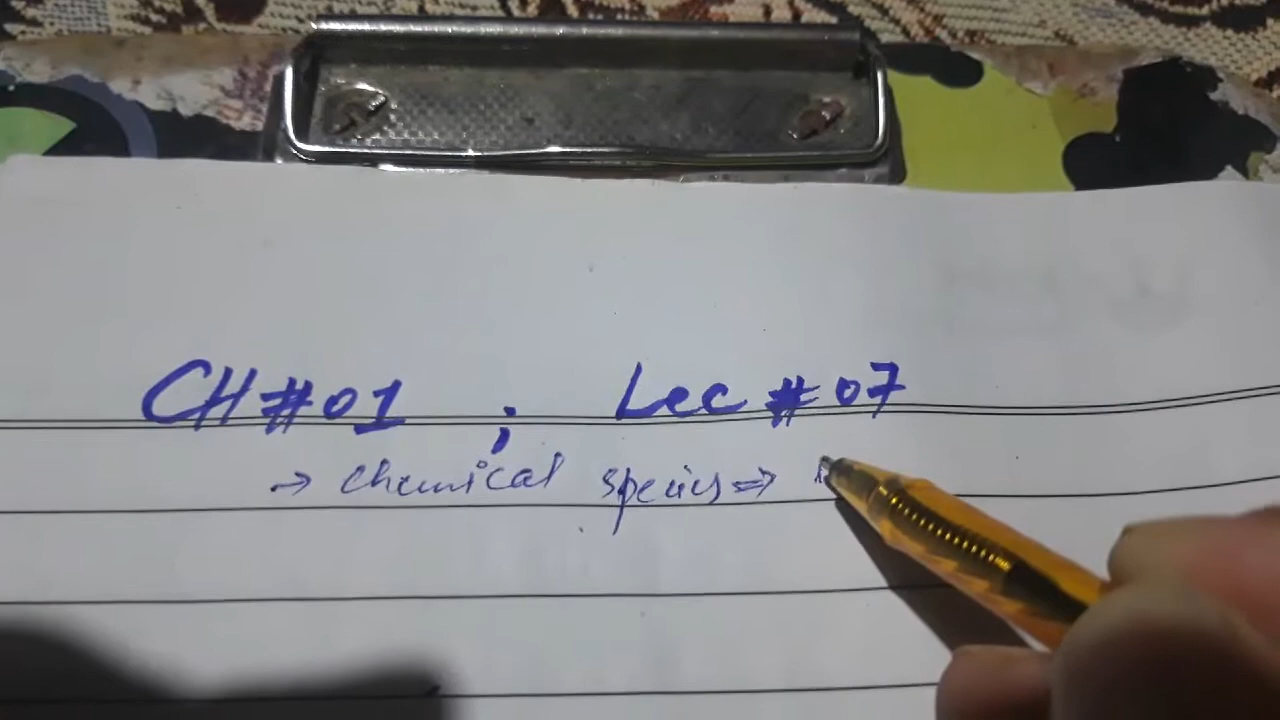 CH#01 ; Lec #07
→ chemical species ⇒